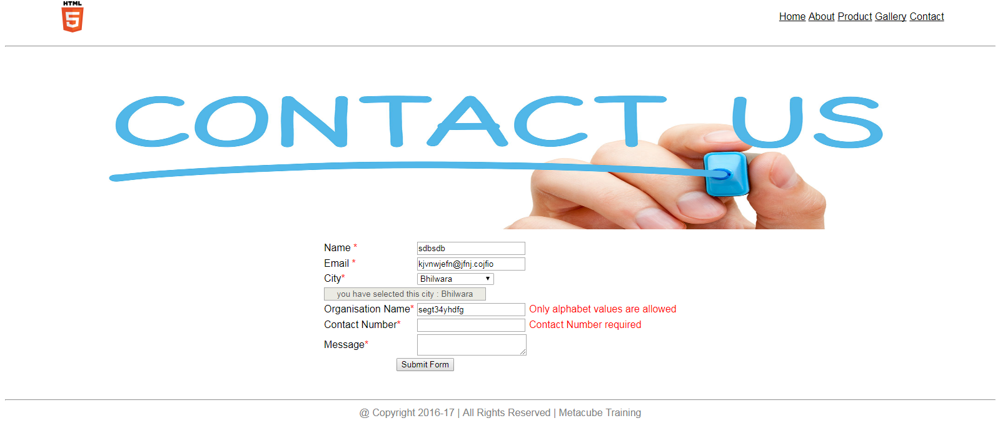 HTML
5
Home About Product Gallery Contact
CONTACT US
Name *
sdbsdb
Email *
kjvnwjefn@jfnj.cojfio
City*
Bhilwara
you have selected this city : Bhilwara
Organisation Name* segt34yhdfg Only alphabet values are allowed
Contact Number* Contact Number required
Message*
Submit Form
@ Copyright 2016-17 | All Rights Reserved | Metacube Training